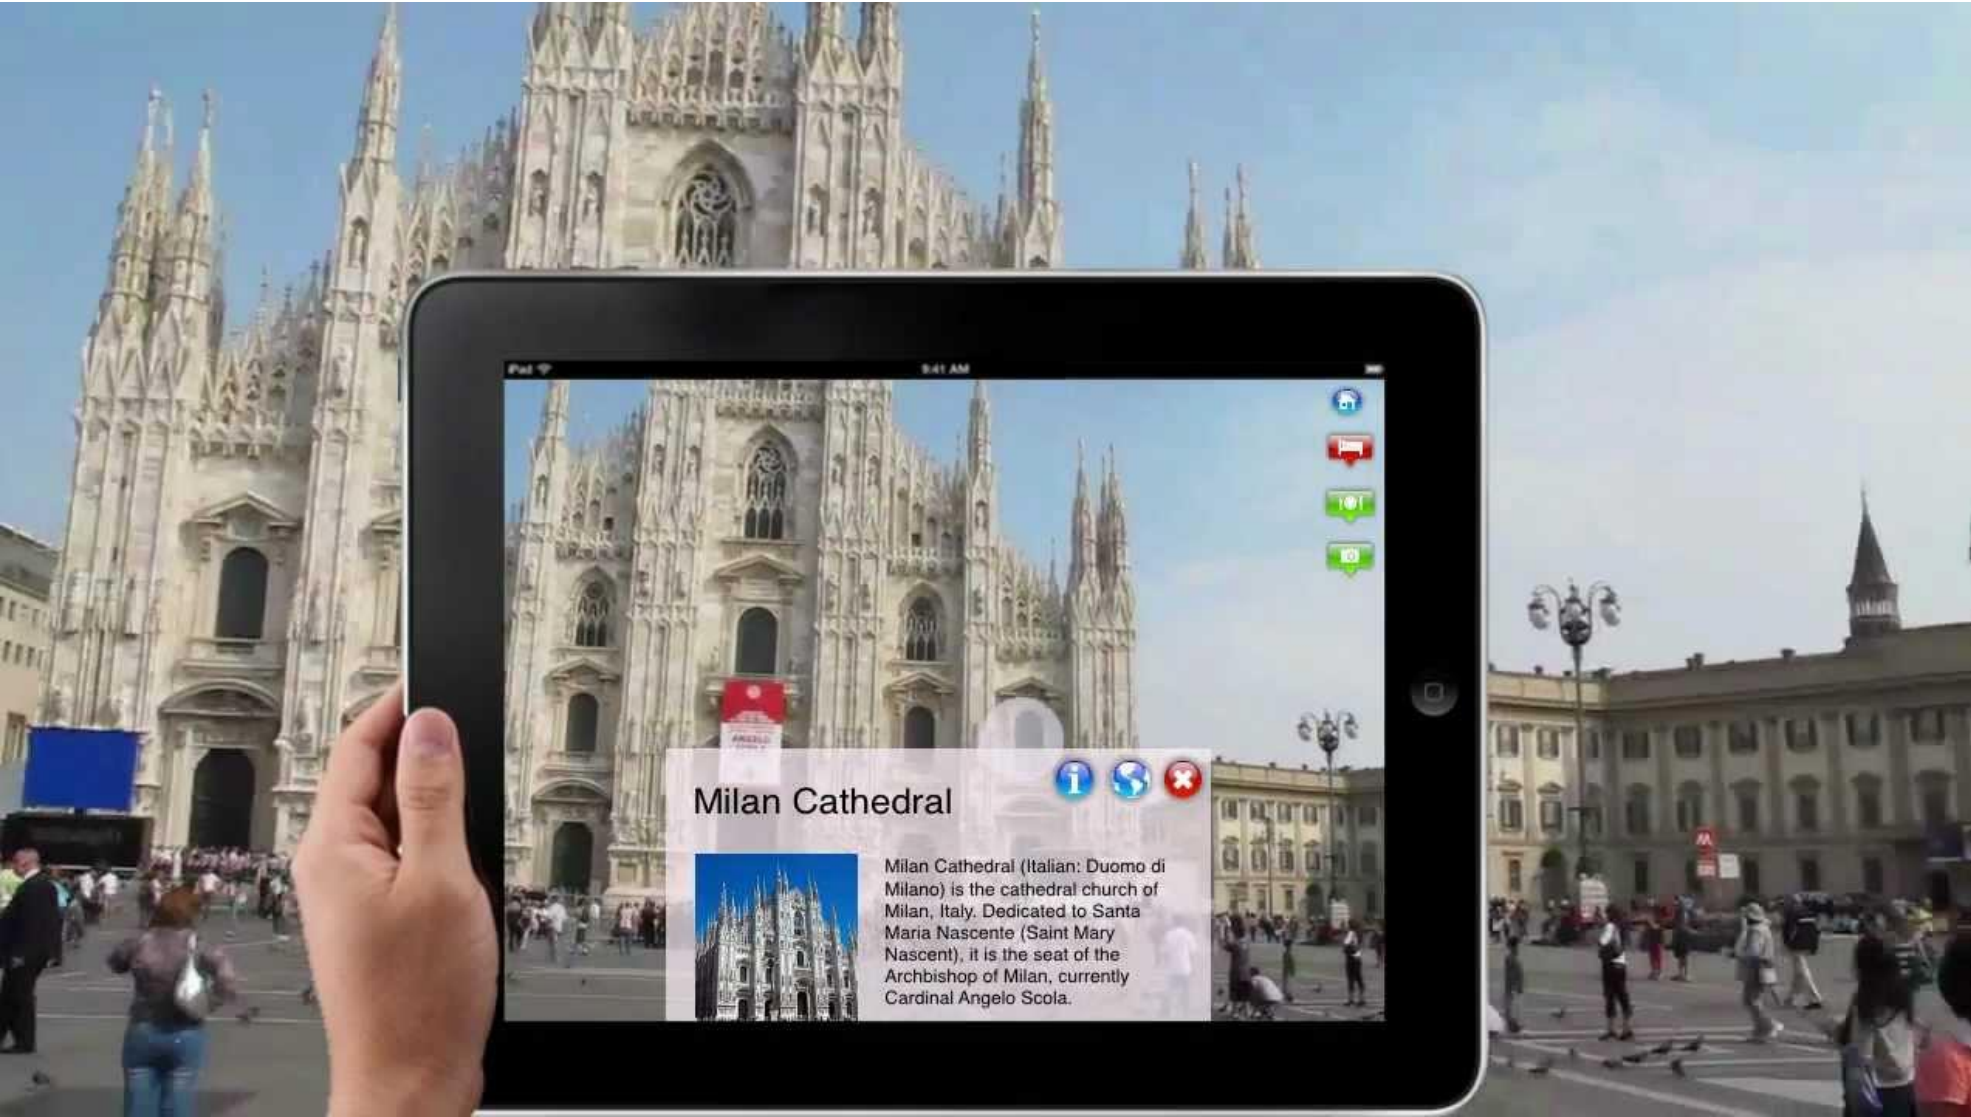 iPad
9:41 AM
ANGELO
Milan Cathedral
Milan Cathedral (Italian: Duomo di
Milano) is the cathedral church of
Milan, Italy. Dedicated to Santa
Maria Nascente (Saint Mary
Nascent), it is the seat of the
Archbishop of Milan, currently
Cardinal Angelo Scola.
M